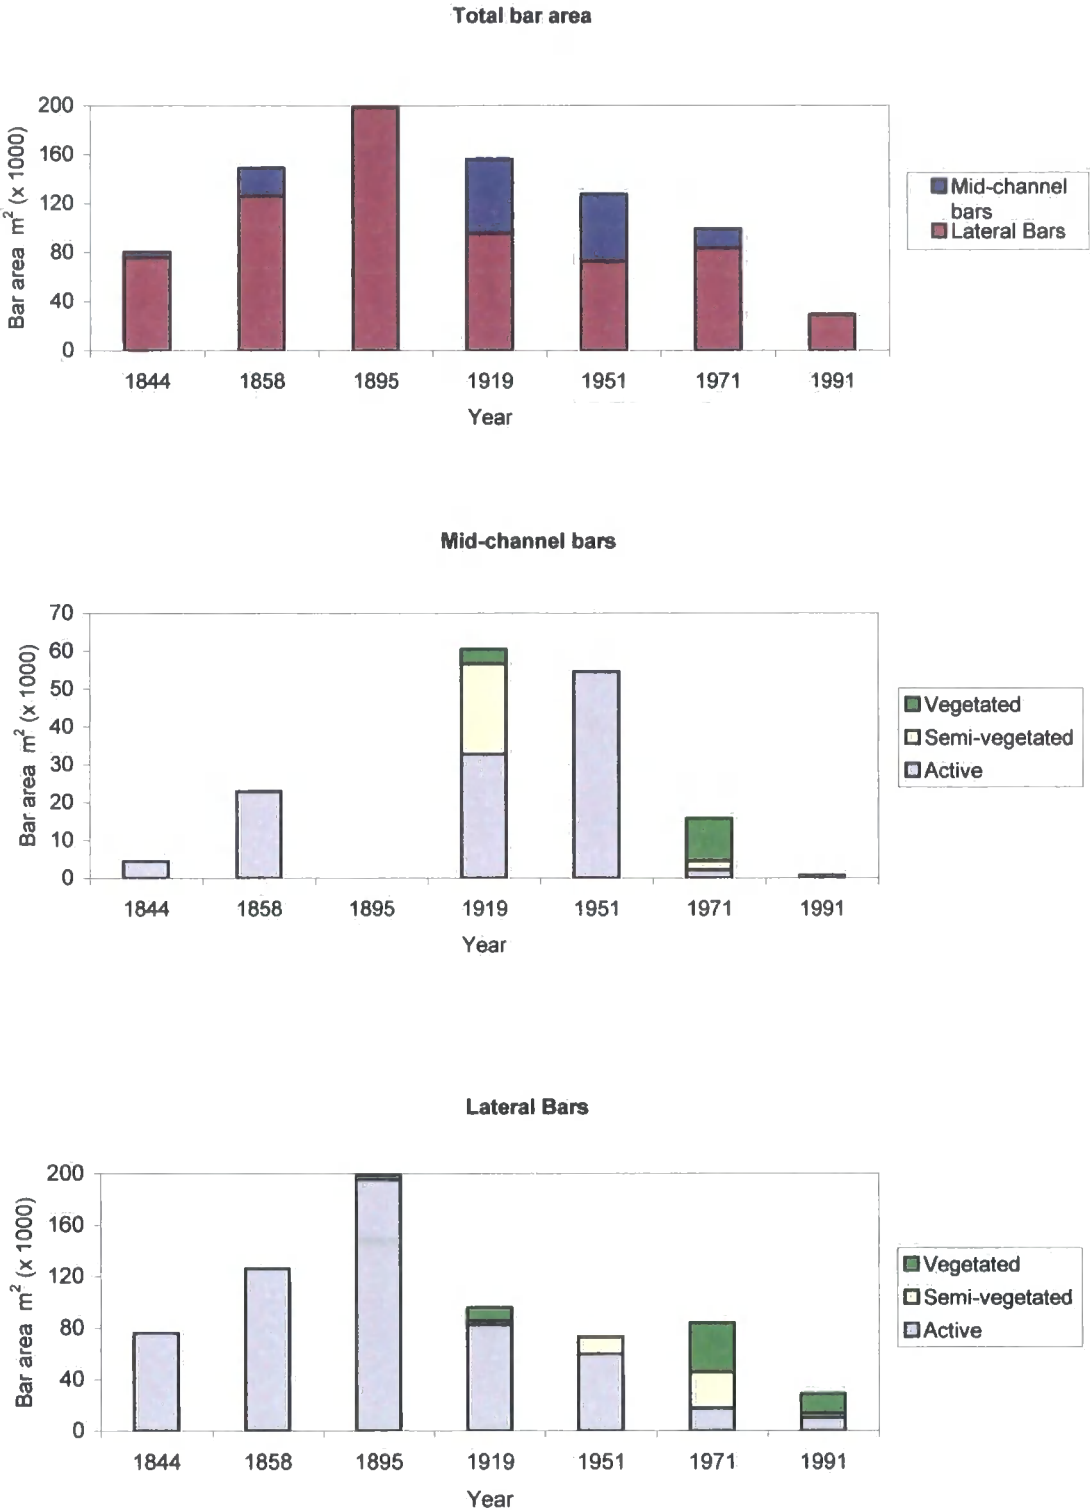 Total bar area
Bar area m² (x 1000)
200
160
120
80
40
0
1844 1858 1895 1919 1951 1971 1991
Year
Mid-channel
bars
Lateral Bars
Mid-channel bars
Bar area m² (x 1000)
70
60
50
40
30
20
10
0
1844 1858 1895 1919 1951 1971 1991
Year
Vegetated
Semi-vegetated
Active
Lateral Bars
Bar area m² (x 1000)
200
160
120
80
40
0
1844 1858 1895 1919 1951 1971 1991
Year
Vegetated
Semi-vegetated
Active